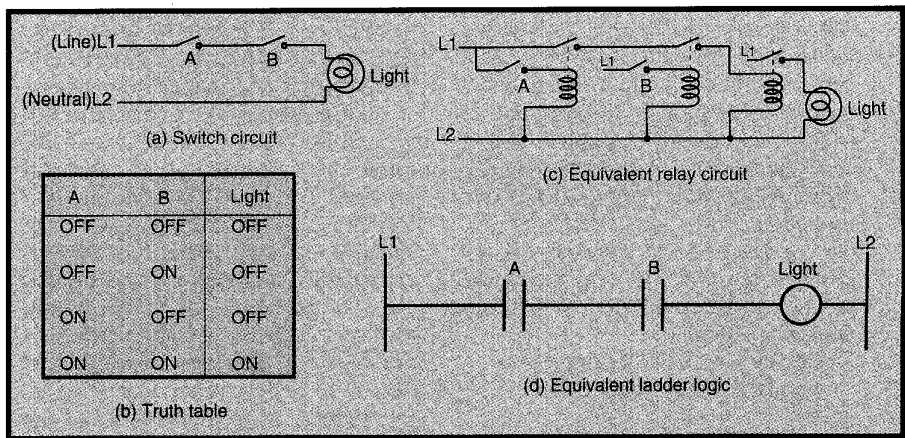 (Line)L1
A
B
Light
(Neutral)L2
(a) Switch circuit
L1
A
L1
B
L1
Light
L2
(c) Equivalent relay circuit
A B Light
OFF OFF OFF
OFF ON OFF
ON OFF OFF
ON ON ON
(b) Truth table
L1
A
B
Light
L2
(d) Equivalent ladder logic